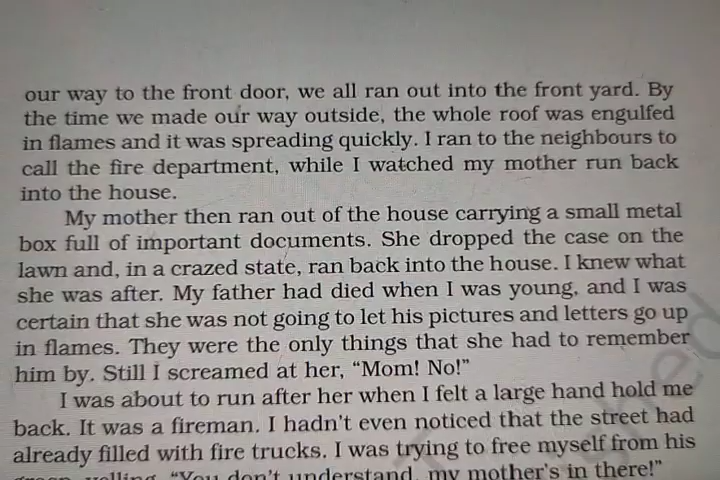 our way to the front door, we all ran out into the front yard. By
the time we made our way outside, the whole roof was engulfed
in flames and it was spreading quickly. I ran to the neighbours to
call the fire department, while I watched my mother run back
into the house.
My mother then ran out of the house carrying a small metal
box full of important documents. She dropped the case on the
lawn and, in a crazed state, ran back into the house. I knew what
she was after. My father had died when I was young, and I was
certain that she was not going to let his pictures and letters go up
in flames. They were the only things that she had to remember
him by. Still I screamed at her, “Mom! No!”
I was about to run after her when I felt a large hand hold me
back. It was a fireman. I hadn’t even noticed that the street had
already filled with fire trucks. I was trying to free myself from his
yelling, “You don’t understand, my mother’s in there!”